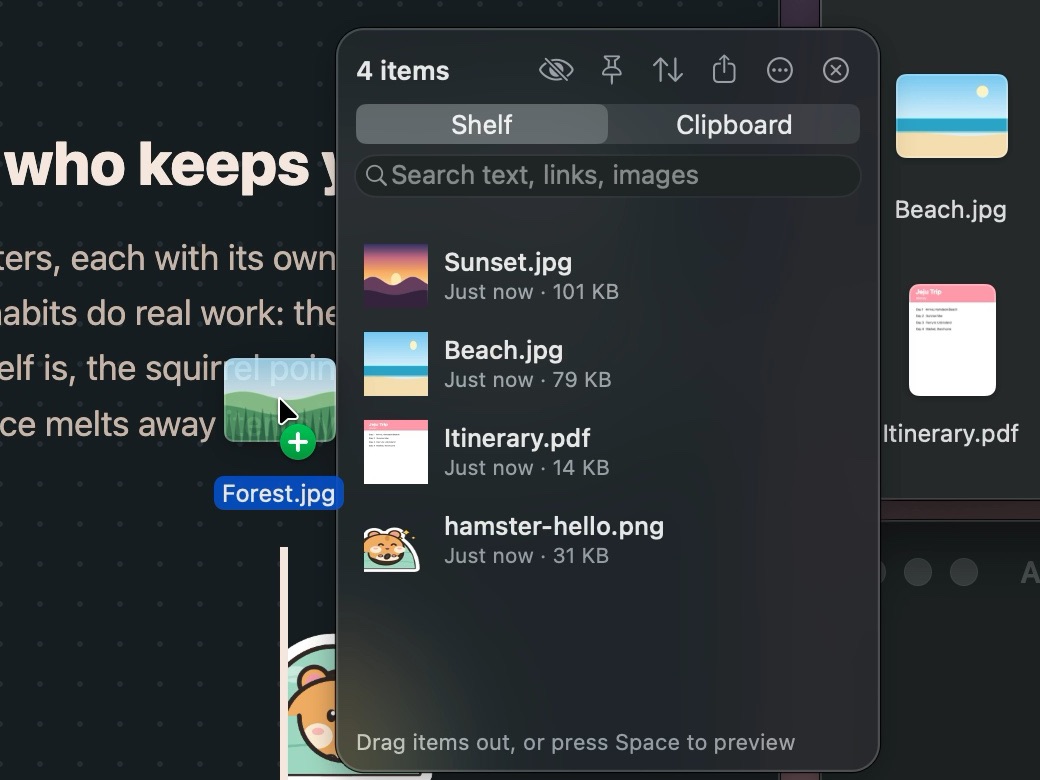 4 items
Shelf
Clipboard
Search text, links, images
Sunset.jpg
Just now · 101 KB
Beach.jpg
Just now · 79 KB
Itinerary.pdf
Just now · 14 KB
hamster-hello.png
Just now · 31 KB
Drag items out, or press Space to preview
who keeps y
ters, each with its own
abits do real work: the
elf is, the squirrel poin
ce melts away
Forest.jpg
Beach.jpg
Jeju Trip
Itinerary.pdf
A